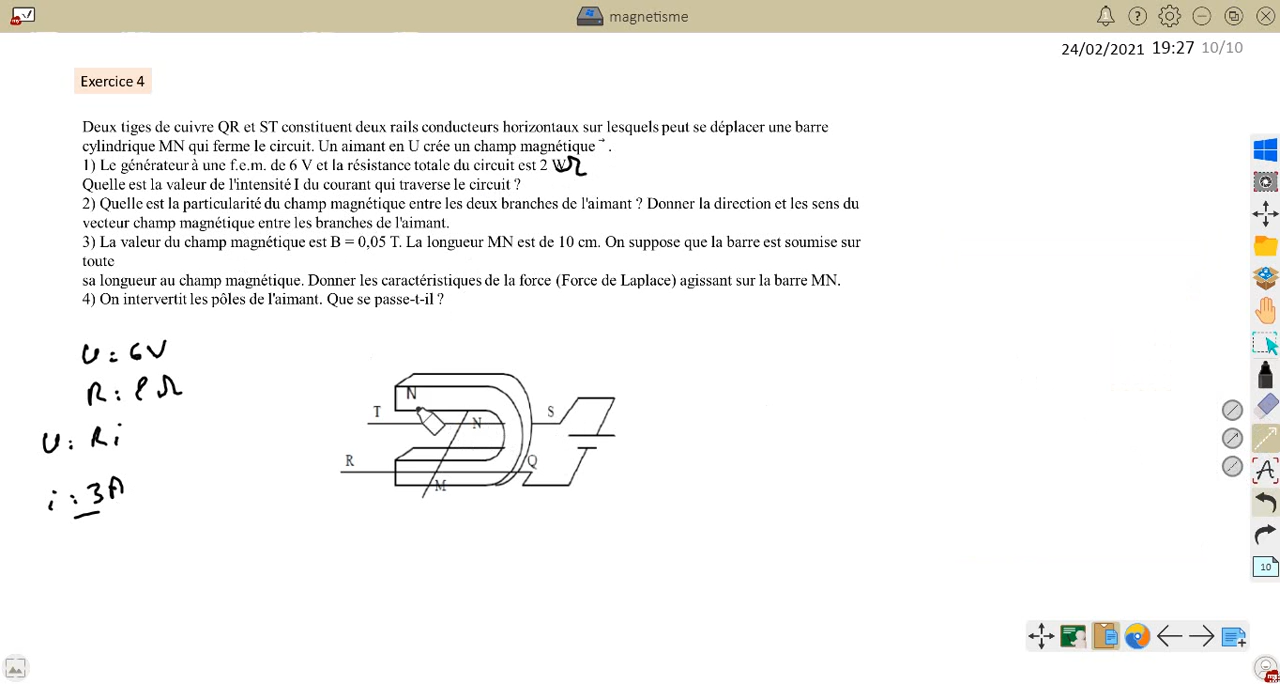 magnetisme
24/02/2021 19:27 10/10
Exercice 4
Deux tiges de cuivre QR et ST constituent deux rails conducteurs horizontaux sur lesquels peut se déplacer une barre
cylindrique MN qui ferme le circuit. Un aimant en U crée un champ magnétique → .
1) Le générateur à une f.e.m. de 6 V et la résistance totale du circuit est 2 W Ω
Quelle est la valeur de l'intensité I du courant qui traverse le circuit ?
2) Quelle est la particularité du champ magnétique entre les deux branches de l'aimant ? Donner la direction et les sens du
vecteur champ magnétique entre les branches de l'aimant.
3) La valeur du champ magnétique est B = 0,05 T. La longueur MN est de 10 cm. On suppose que la barre est soumise sur
toute
sa longueur au champ magnétique. Donner les caractéristiques de la force (Force de Laplace) agissant sur la barre MN.
4) On intervertit les pôles de l'aimant. Que se passe-t-il ?
U : 6V
R : 2 Ω
U : Ri
i : 3A
N
T
N
S
R
Q
M
10